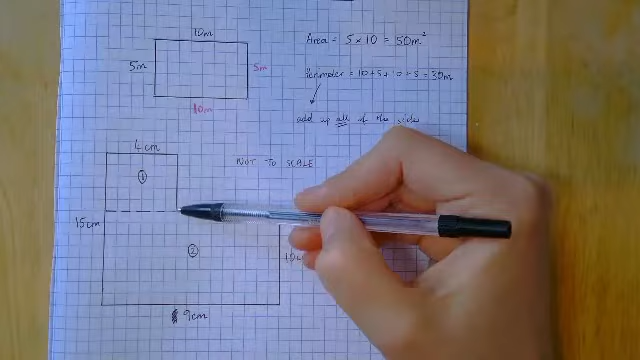 10m
Area = 5 x 10 = 50m²
5m
5m
Perimeter = 10+5+10+5 = 30m
10m
add up all of the sides
4cm
NOT TO SCALE
1
15cm
2
9cm